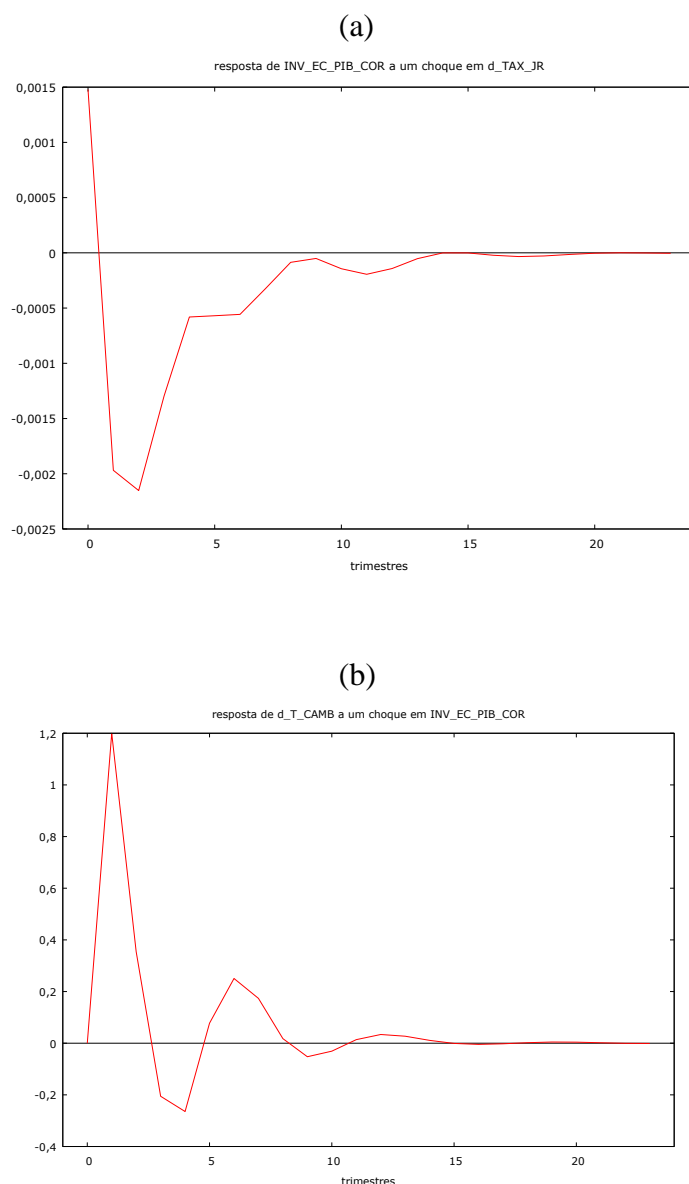 (a)
resposta de INV_EC_PIB_COR a um choque em d_TAX_JR
0,0015
0,001
0,0005
0
-0,0005
-0,001
-0,0015
-0,002
-0,0025
0 5 10 15 20
trimestres
(b)
resposta de d_T_CAMB a um choque em INV_EC_PIB_COR
1,2
1
0,8
0,6
0,4
0,2
0
-0,2
-0,4
0 5 10 15 20
trimestres